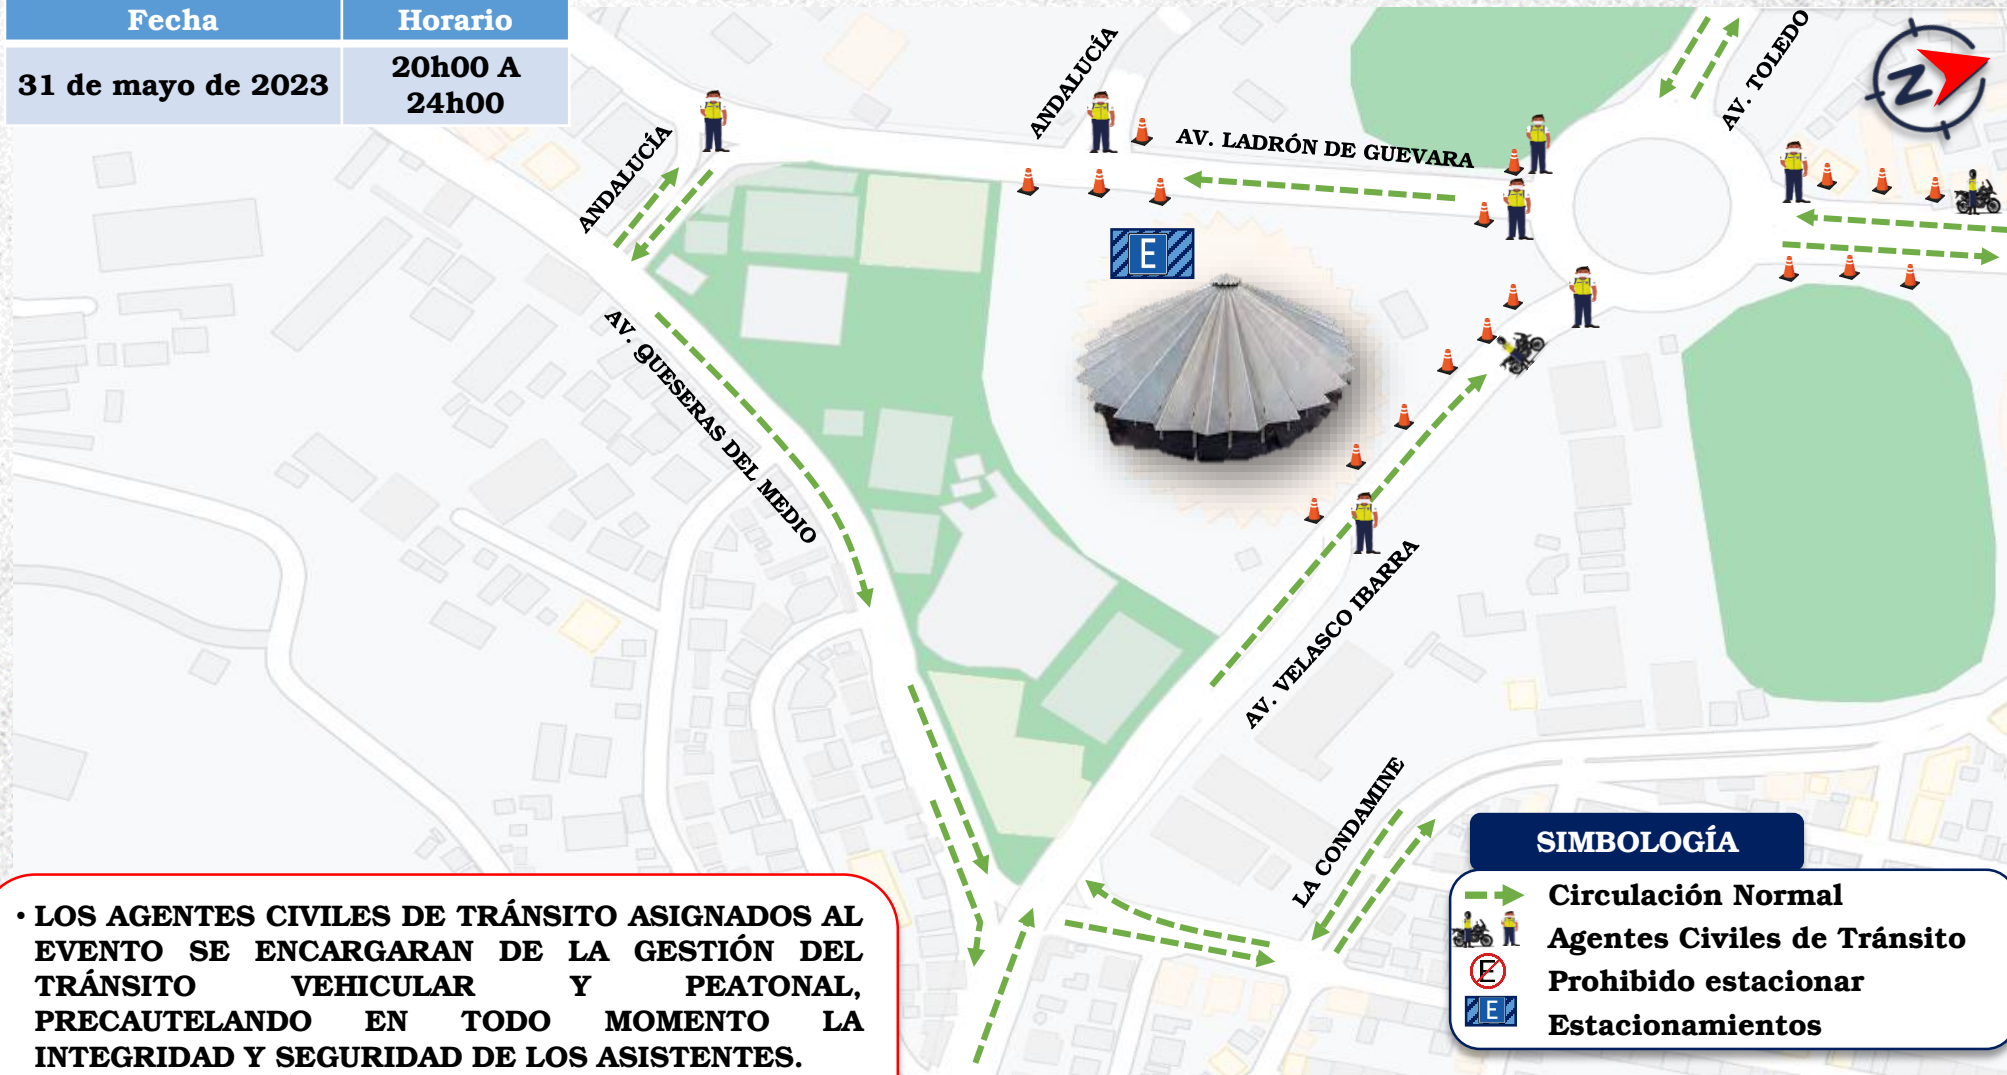 Fecha
Horario
31 de mayo de 2023
20h00 A
24h00
ANDALUCÍA
ANDALUCÍA
AV. LADRÓN DE GUEVARA
AV. TOLEDO
Z
E
AV. QUESERAS DEL MEDIO
AV. VELASCO IBARRA
LA CONDAMINE
• LOS AGENTES CIVILES DE TRÁNSITO ASIGNADOS AL
EVENTO SE ENCARGARAN DE LA GESTIÓN DEL
TRÁNSITO VEHICULAR Y PEATONAL,
PRECAUTELANDO EN TODO MOMENTO LA
INTEGRIDAD Y SEGURIDAD DE LOS ASISTENTES.
SIMBOLOGÍA
Circulación Normal
Agentes Civiles de Tránsito
E Prohibido estacionar
E Estacionamientos